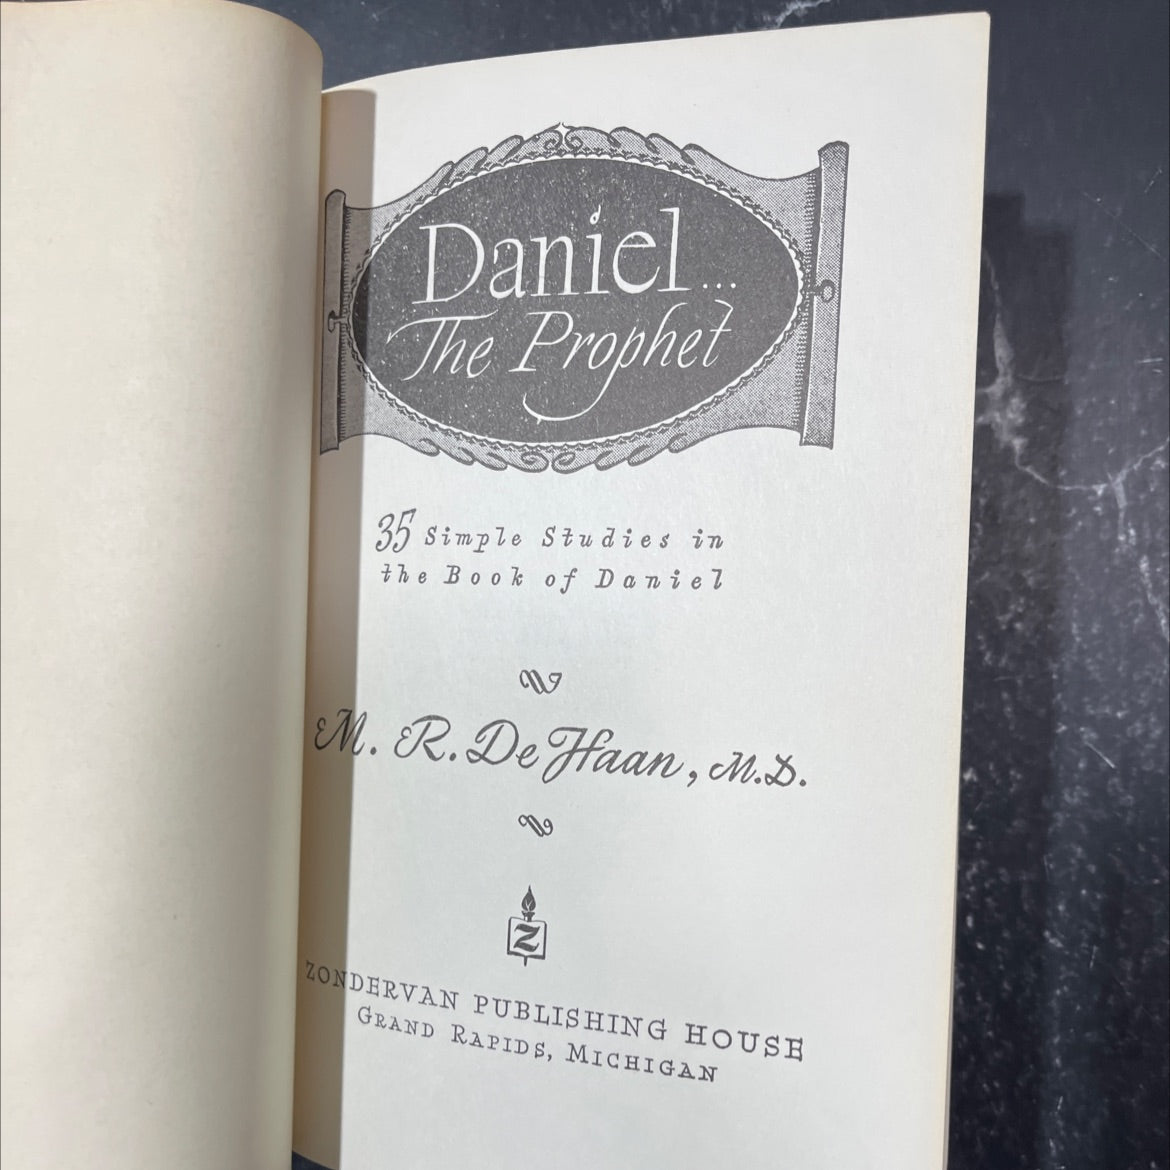 Daniel...
The Prophet
35 Simple Studies in
the Book of Daniel
M. R. De Haan, M.D.
Z
ZONDERVAN PUBLISHING HOUSE
GRAND RAPIDS, MICHIGAN